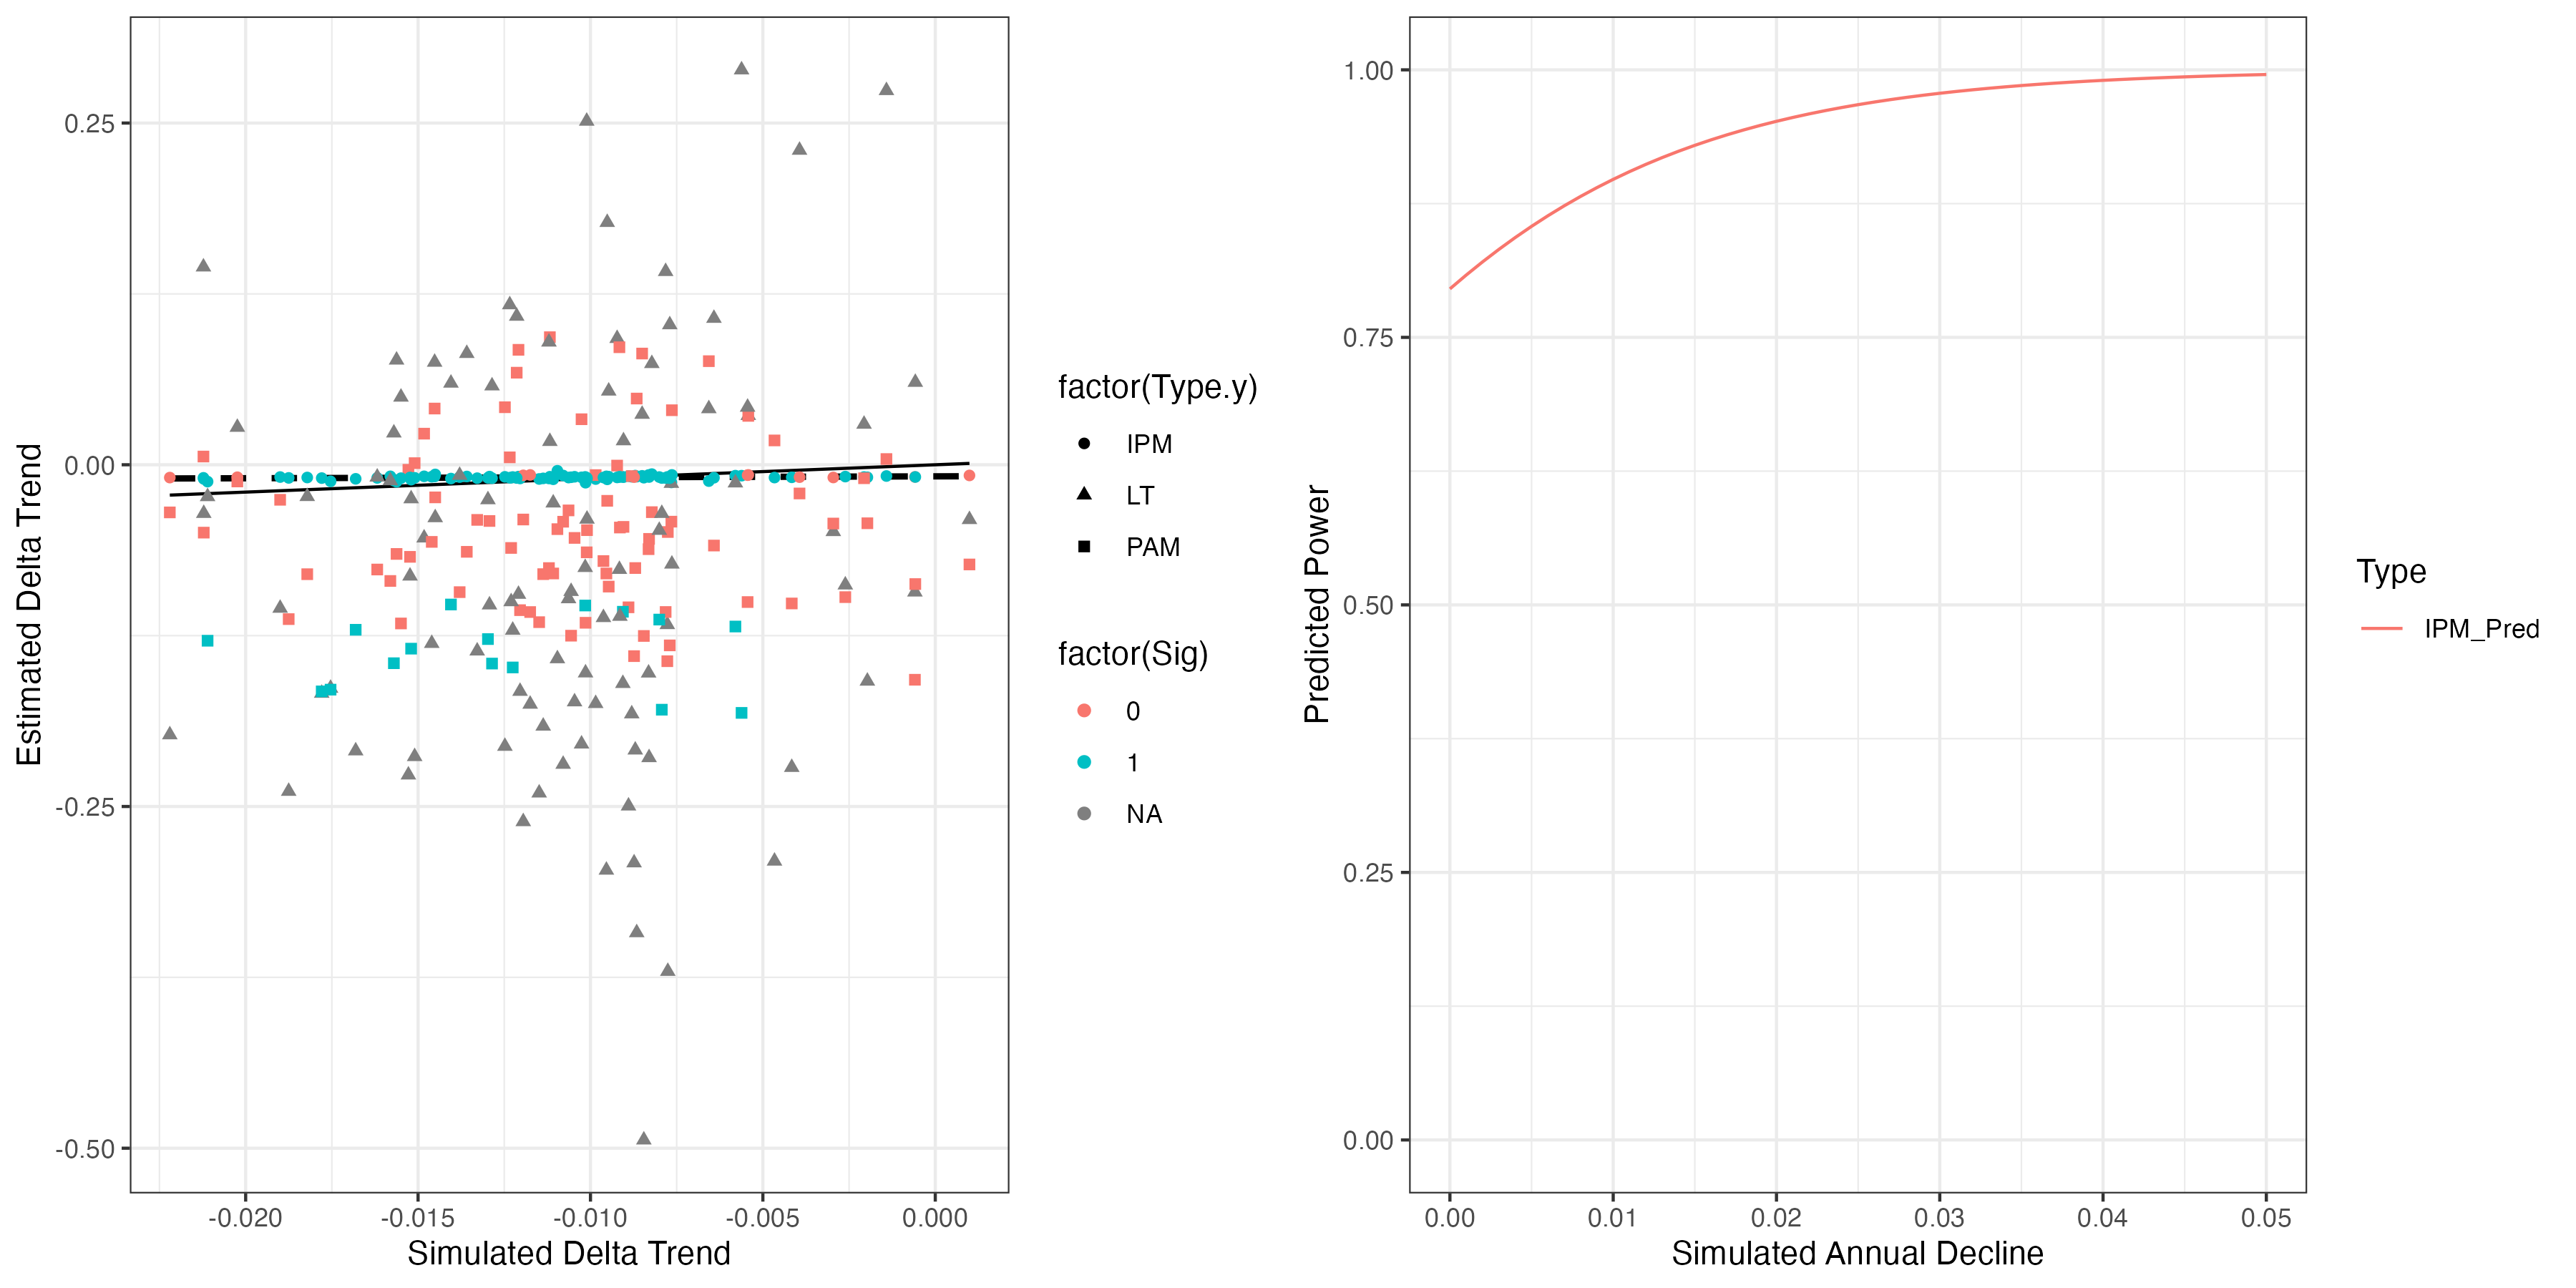 Estimated Delta Trend
0.25
0.00
-0.25
-0.50
-0.020 -0.015 -0.010 -0.005 0.000
Simulated Delta Trend
factor(Type.y)
IPM
LT
PAM
factor(Sig)
0
1
NA
Predicted Power
1.00
0.75
0.50
0.25
0.00
0.00 0.01 0.02 0.03 0.04 0.05
Simulated Annual Decline
Type
IPM_Pred